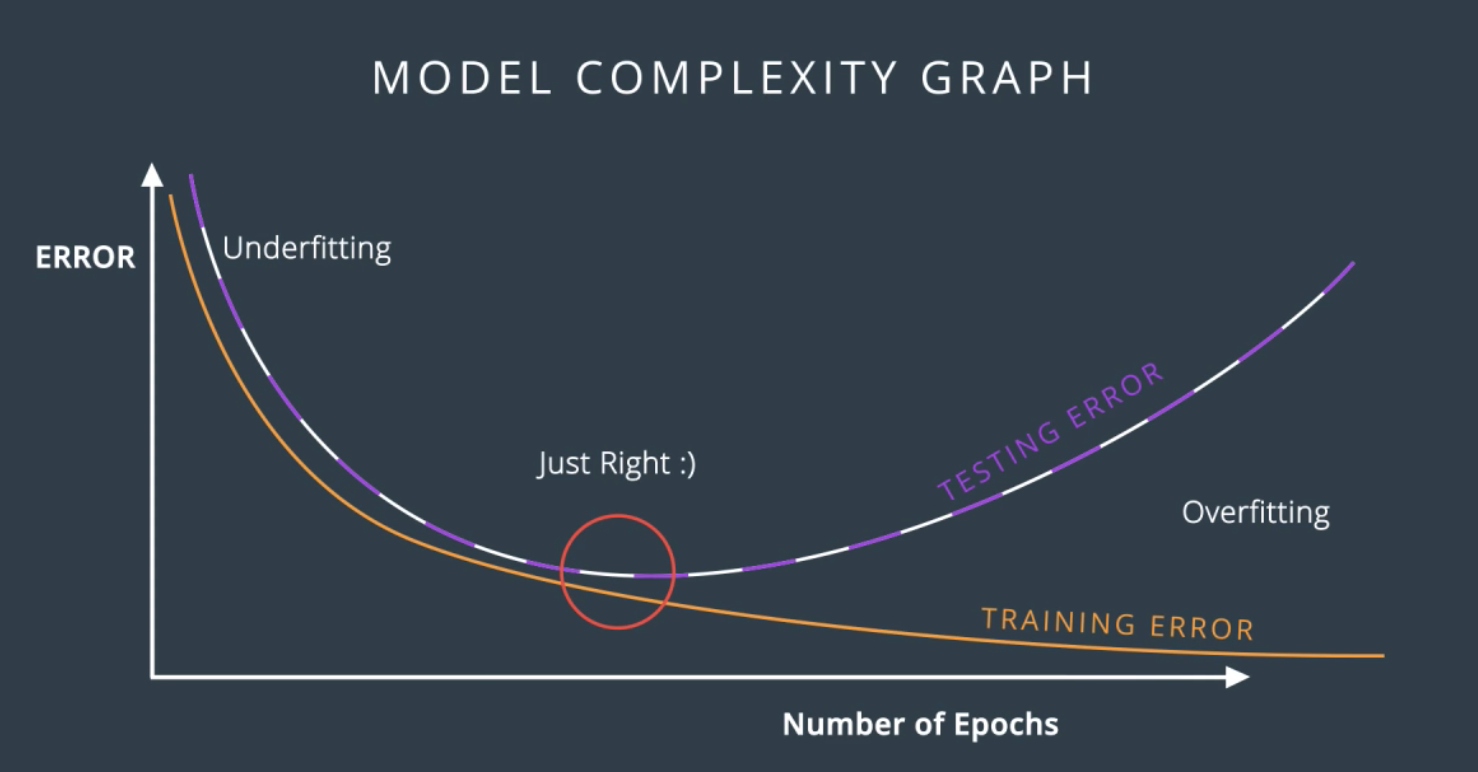 MODEL COMPLEXITY GRAPH
ERROR
Underfitting
Just Right :)
TESTING ERROR
Overfitting
TRAINING ERROR
Number of Epochs